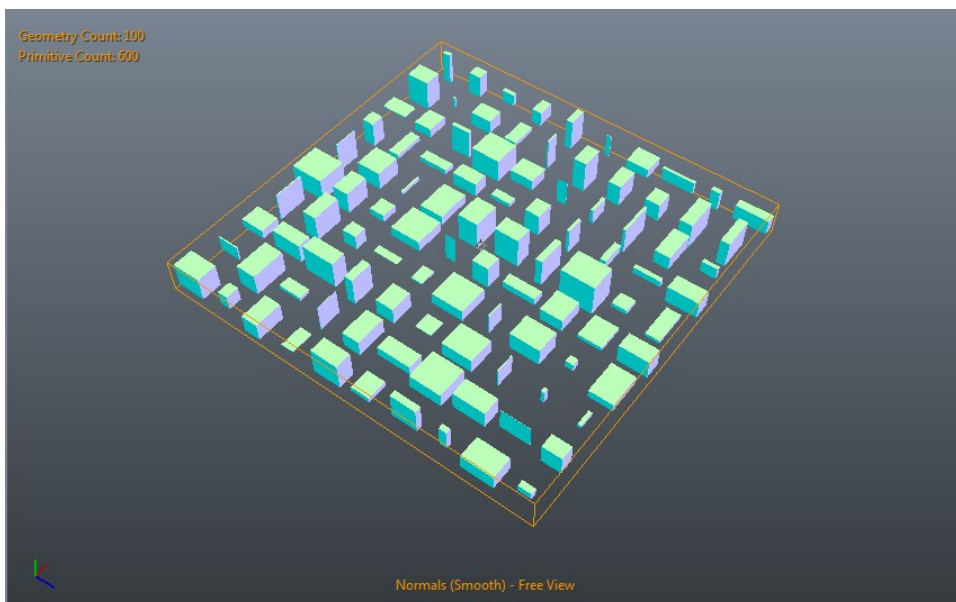 Geometry Count: 100
Primitive Count: 600
Normals (Smooth) - Free View